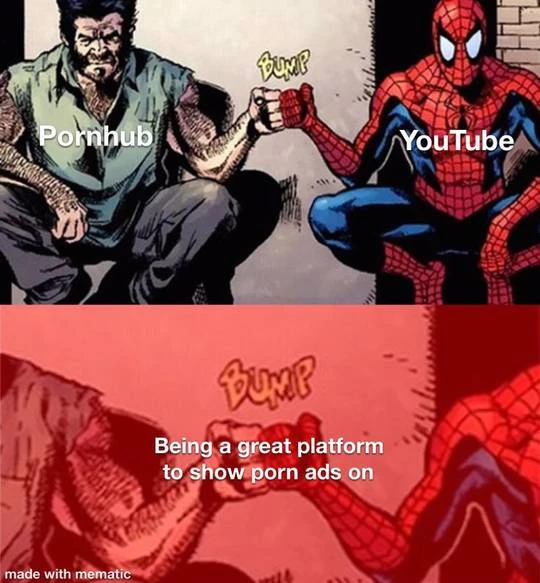 BUMP
Pornhub
YouTube
BUMP
Being a great platform
to show porn ads on
made with mematic